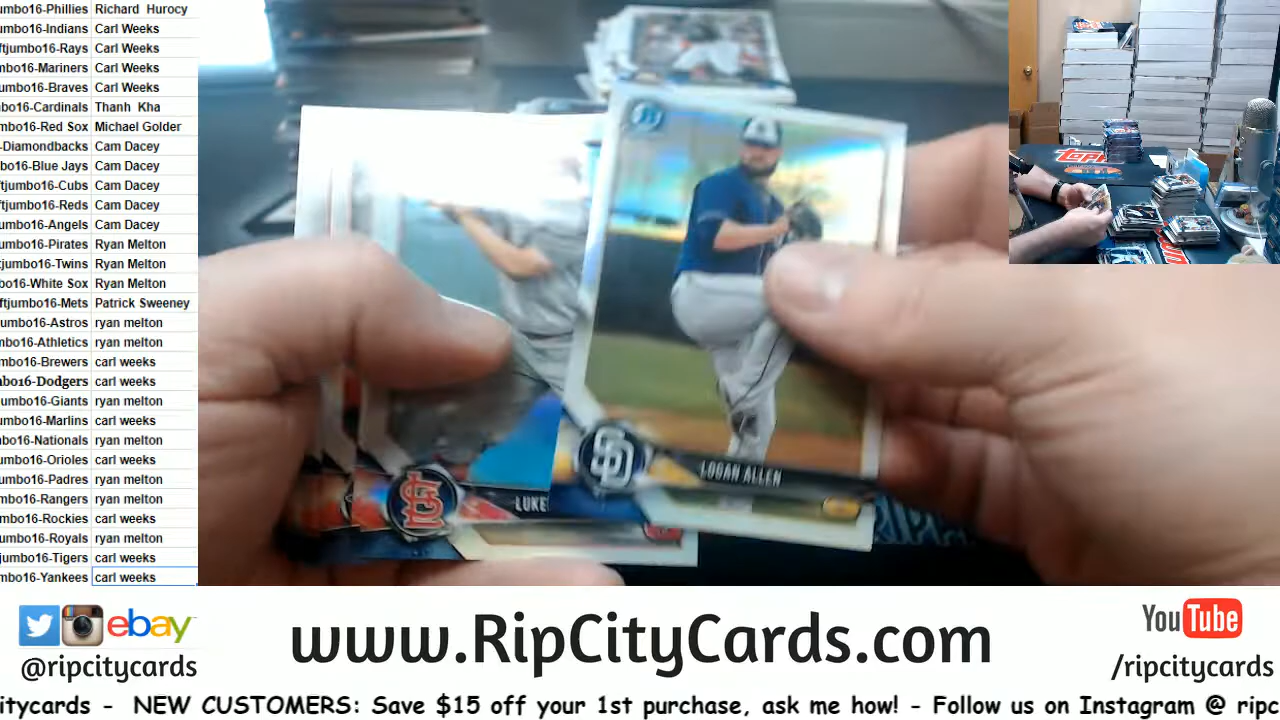 umbo16-Phillies Richard Hurocy
umbo16-Indians Carl Weeks
ftjumbo16-Rays Carl Weeks
mbo16-Mariners Carl Weeks
umbo16-Braves Carl Weeks
bo16-Cardinals Thanh Kha
mbo16-Red Sox Michael Golder
-Diamondbacks Cam Dacey
bo16-Blue Jays Cam Dacey
ftjumbo16-Cubs Cam Dacey
ftjumbo16-Reds Cam Dacey
umbo16-Angels Cam Dacey
umbo16-Pirates Ryan Melton
jumbo16-Twins Ryan Melton
bo16-White Sox Ryan Melton
ftjumbo16-Mets Patrick Sweeney
umbo16-Astros ryan melton
mbo16-Athletics ryan melton
mbo16-Brewers carl weeks
nbo16-Dodgers carl weeks
umbo16-Giants ryan melton
umbo16-Marlins carl weeks
nbo16-Nationals ryan melton
umbo16-Orioles carl weeks
umbo16-Padres ryan melton
mbo16-Rangers ryan melton
mbo16-Rockies carl weeks
umbo16-Royals ryan melton
jumbo16-Tigers carl weeks
mbo16-Yankees carl weeks
B
LOGAN ALLEN
SD
LUKE
STL
TOPPS
ebay
@ripcitycards
www.RipCityCards.com
YouTube
/ripcitycards
itycards - NEW CUSTOMERS: Save $15 off your 1st purchase, ask me how! - Follow us on Instagram @ ripc